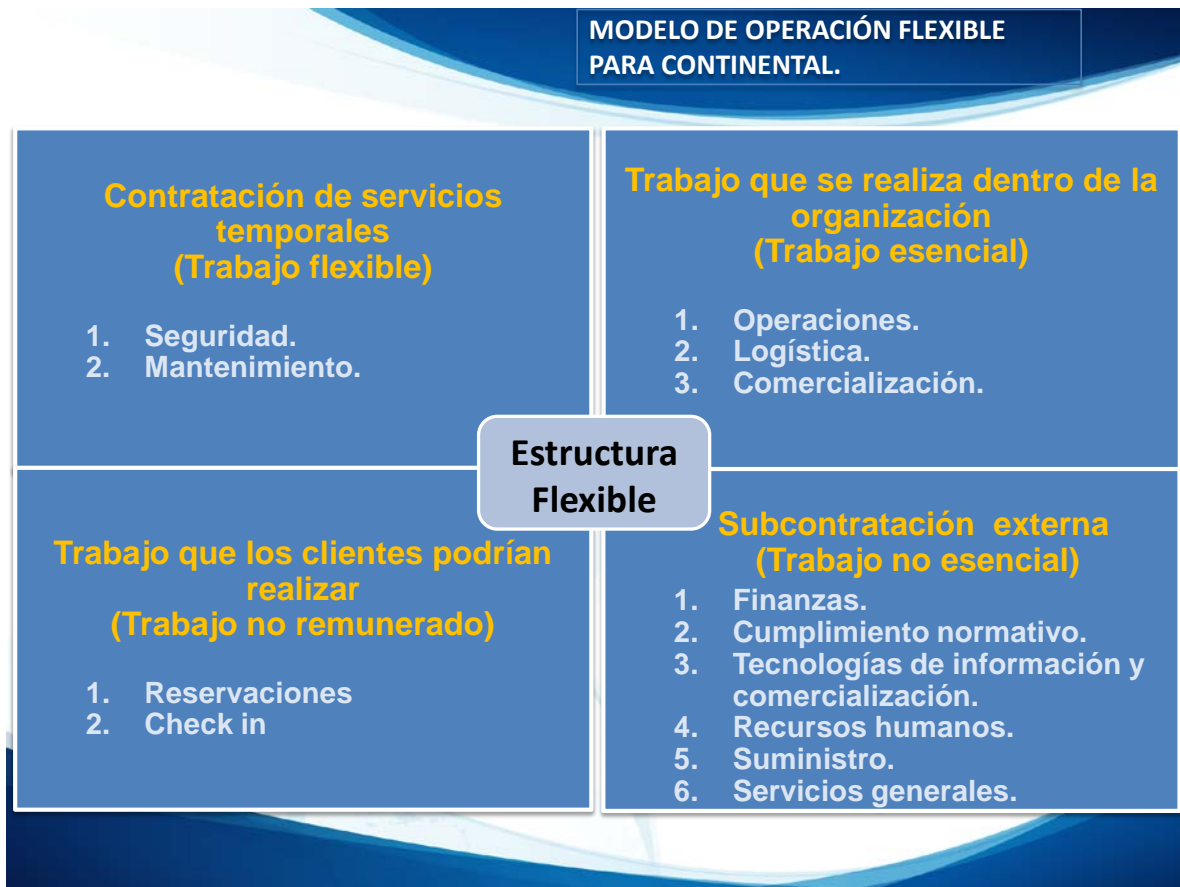 MODELO DE OPERACIÓN FLEXIBLE
PARA CONTINENTAL.
Contratación de servicios
temporales
(Trabajo flexible)
1. Seguridad.
2. Mantenimiento.
Trabajo que se realiza dentro de la
organización
(Trabajo esencial)
1. Operaciones.
2. Logística.
3. Comercialización.
Estructura
Flexible
Trabajo que los clientes podrían
realizar
(Trabajo no remunerado)
1. Reservaciones
2. Check in
Subcontratación externa
(Trabajo no esencial)
1. Finanzas.
2. Cumplimiento normativo.
3. Tecnologías de información y
comercialización.
4. Recursos humanos.
5. Suministro.
6. Servicios generales.